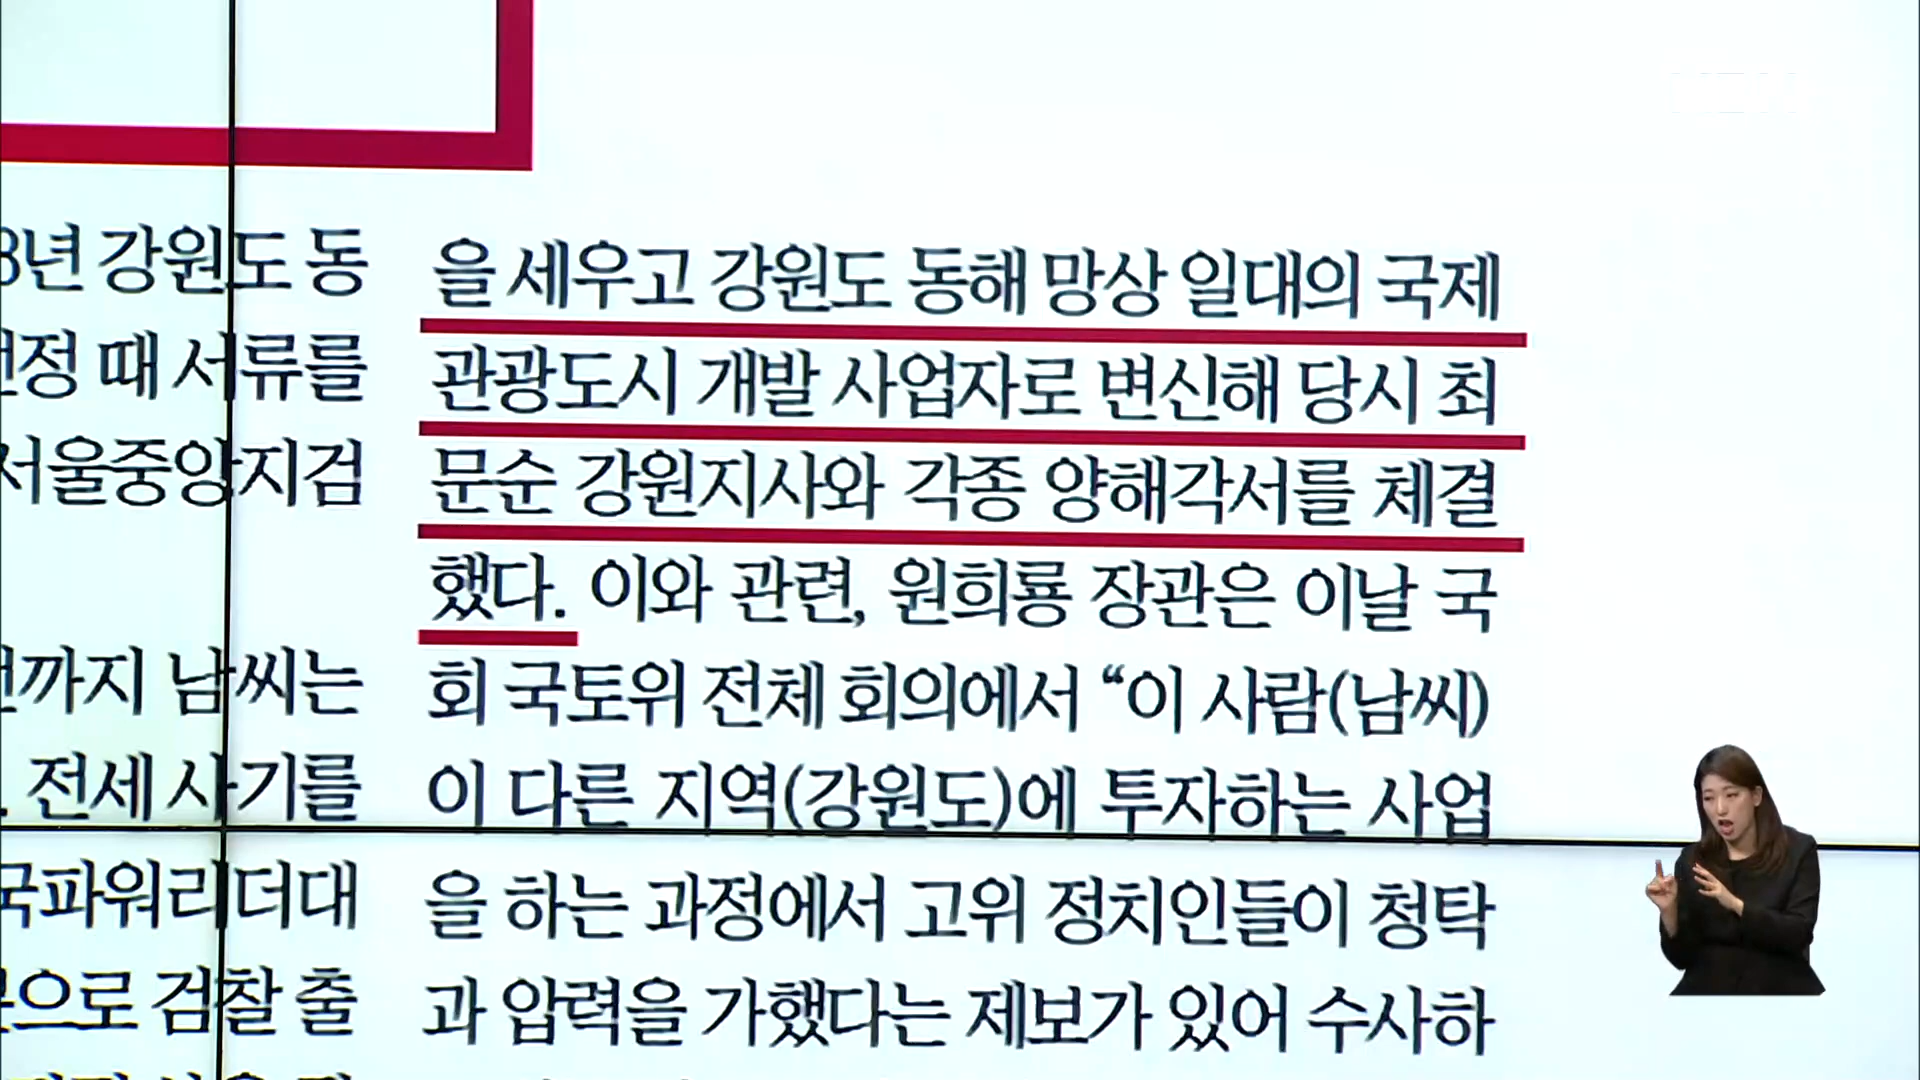 8년 강원도 동
때 서류를
서울중앙지검
까지 남씨는
. 전세 사기를
국파워리더대
으로 검찰 출
을 세우고 강원도 동해 망상 일대의 국제
관광도시 개발 사업자로 변신해 당시 최
문순 강원지사와 각종 양해각서를 체결
했다. 이와 관련, 원희룡 장관은 이날 국
회 국토위 전체 회의에서 “이 사람(남씨)
이 다른 지역(강원도)에 투자하는 사업
을 하는 과정에서 고위 정치인들이 청탁
과 압력을 가했다는 제보가 있어 수사하